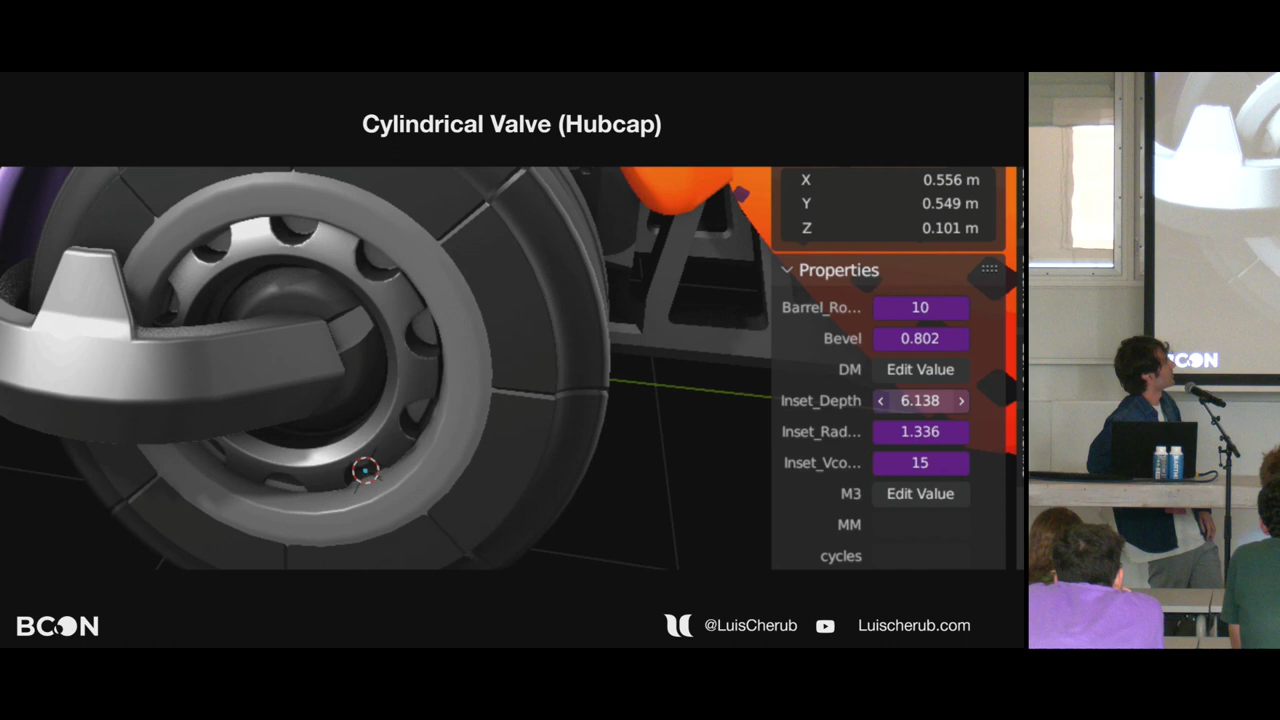 Cylindrical Valve (Hubcap)
X 0.556 m
Y 0.549 m
Z 0.101 m
Properties
Barrel_Ro... 10
Bevel 0.802
DM Edit Value
Inset_Depth 6.138
Inset_Rad... 1.336
Inset_Vco... 15
M3 Edit Value
MM
cycles
BCON
@LuisCherub
Luischerub.com
BCON